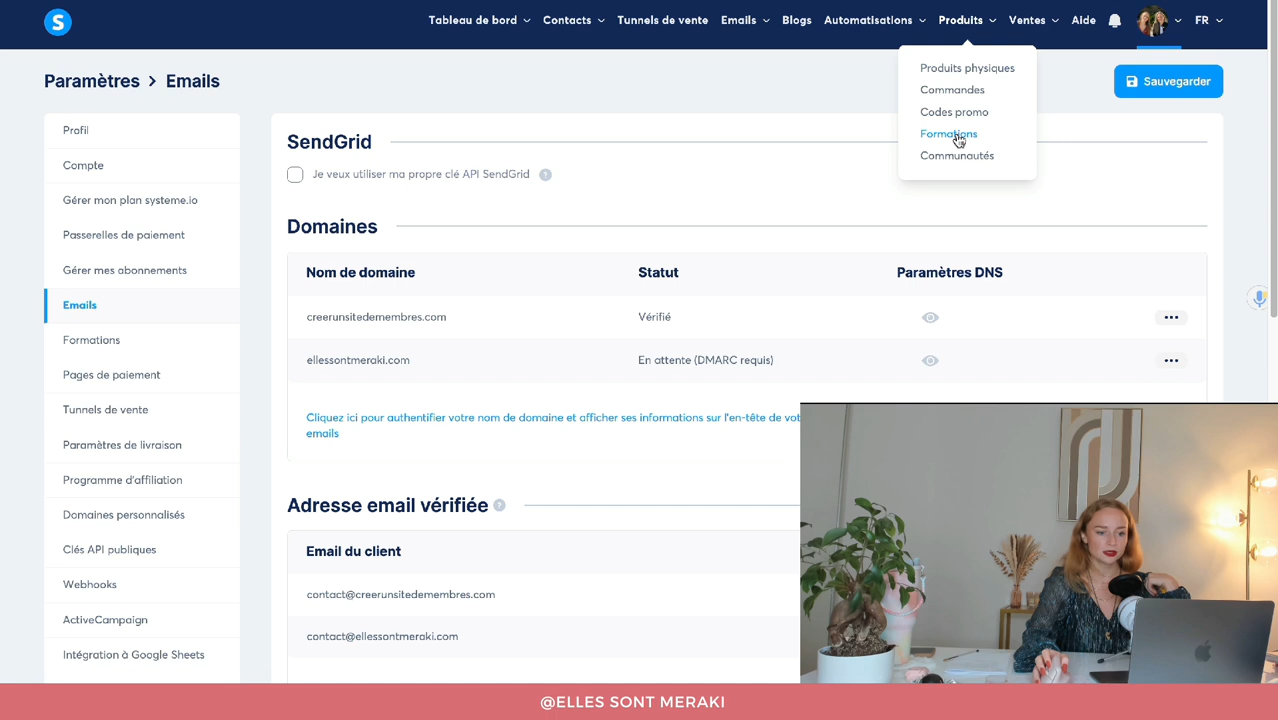 S
Tableau de bord
Contacts
Tunnels de vente
Emails
Blogs
Automatisations
Produits
Ventes
Aide
FR
Produits physiques
Commandes
Codes promo
Formations
Communautés
Paramètres > Emails
Sauvegarder
Profil
Compte
Gérer mon plan systeme.io
Passerelles de paiement
Gérer mes abonnements
Emails
Formations
Pages de paiement
Tunnels de vente
Paramètres de livraison
Programme d'affiliation
Domaines personnalisés
Clés API publiques
Webhooks
ActiveCampaign
Intégration à Google Sheets
SendGrid
Je veux utiliser ma propre clé API SendGrid ?
Domaines
Nom de domaine Statut Paramètres DNS
creerunsitedemembres.com Vérifié
ellessontmeraki.com En attente (DMARC requis)
Cliquez ici pour authentifier votre nom de domaine et afficher ses informations sur l'en-tête de vot
emails
Adresse email vérifiée ?
Email du client
contact@creerunsitedemembres.com
contact@ellessontmeraki.com
@ELLES SONT MERAKI